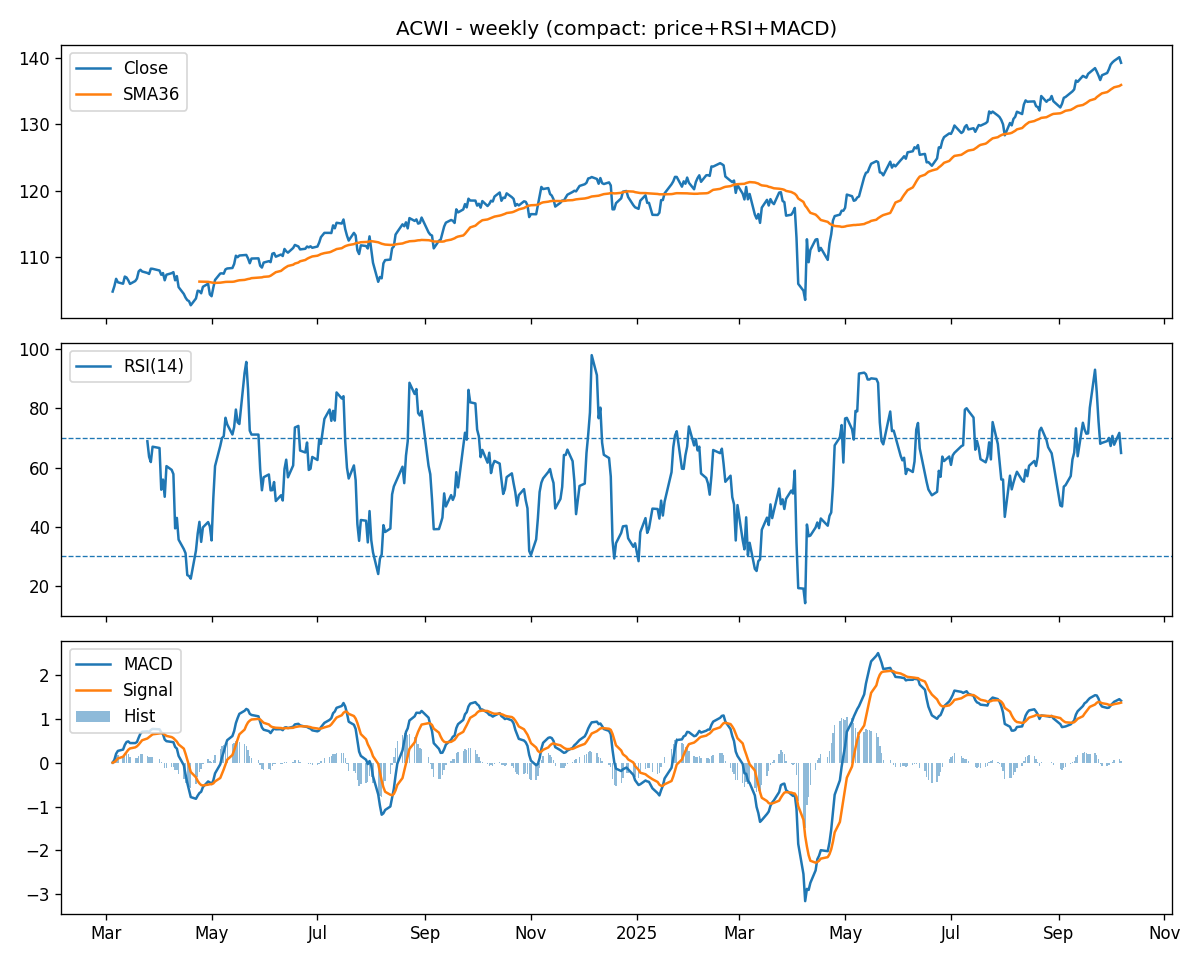 ACWI - weekly (compact: price+RSI+MACD)
140
130
120
110
Close
SMA36
100
80
60
40
20
RSI(14)
2
1
0
−1
−2
−3
MACD
Signal
Hist
Mar May Jul Sep Nov 2025 Mar May Jul Sep Nov